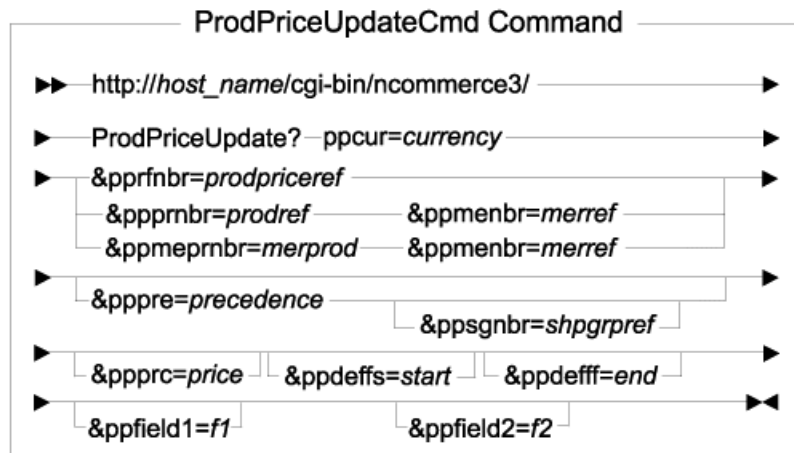 ProdPriceUpdateCmd Command
http://host_name/cgi-bin/ncommerce3/
ProdPriceUpdate? ppcur=currency
&pprfnbr=prodpriceref
&ppprnbr=prodref &ppmenbr=merref
&ppmeprnbr=merprod &ppmenbr=merref
&pppre=precedence
&ppsgnbr=shpgrpref
&ppprc=price &ppdeffs=start &ppdefff=end
&ppfield1=f1 &ppfield2=f2